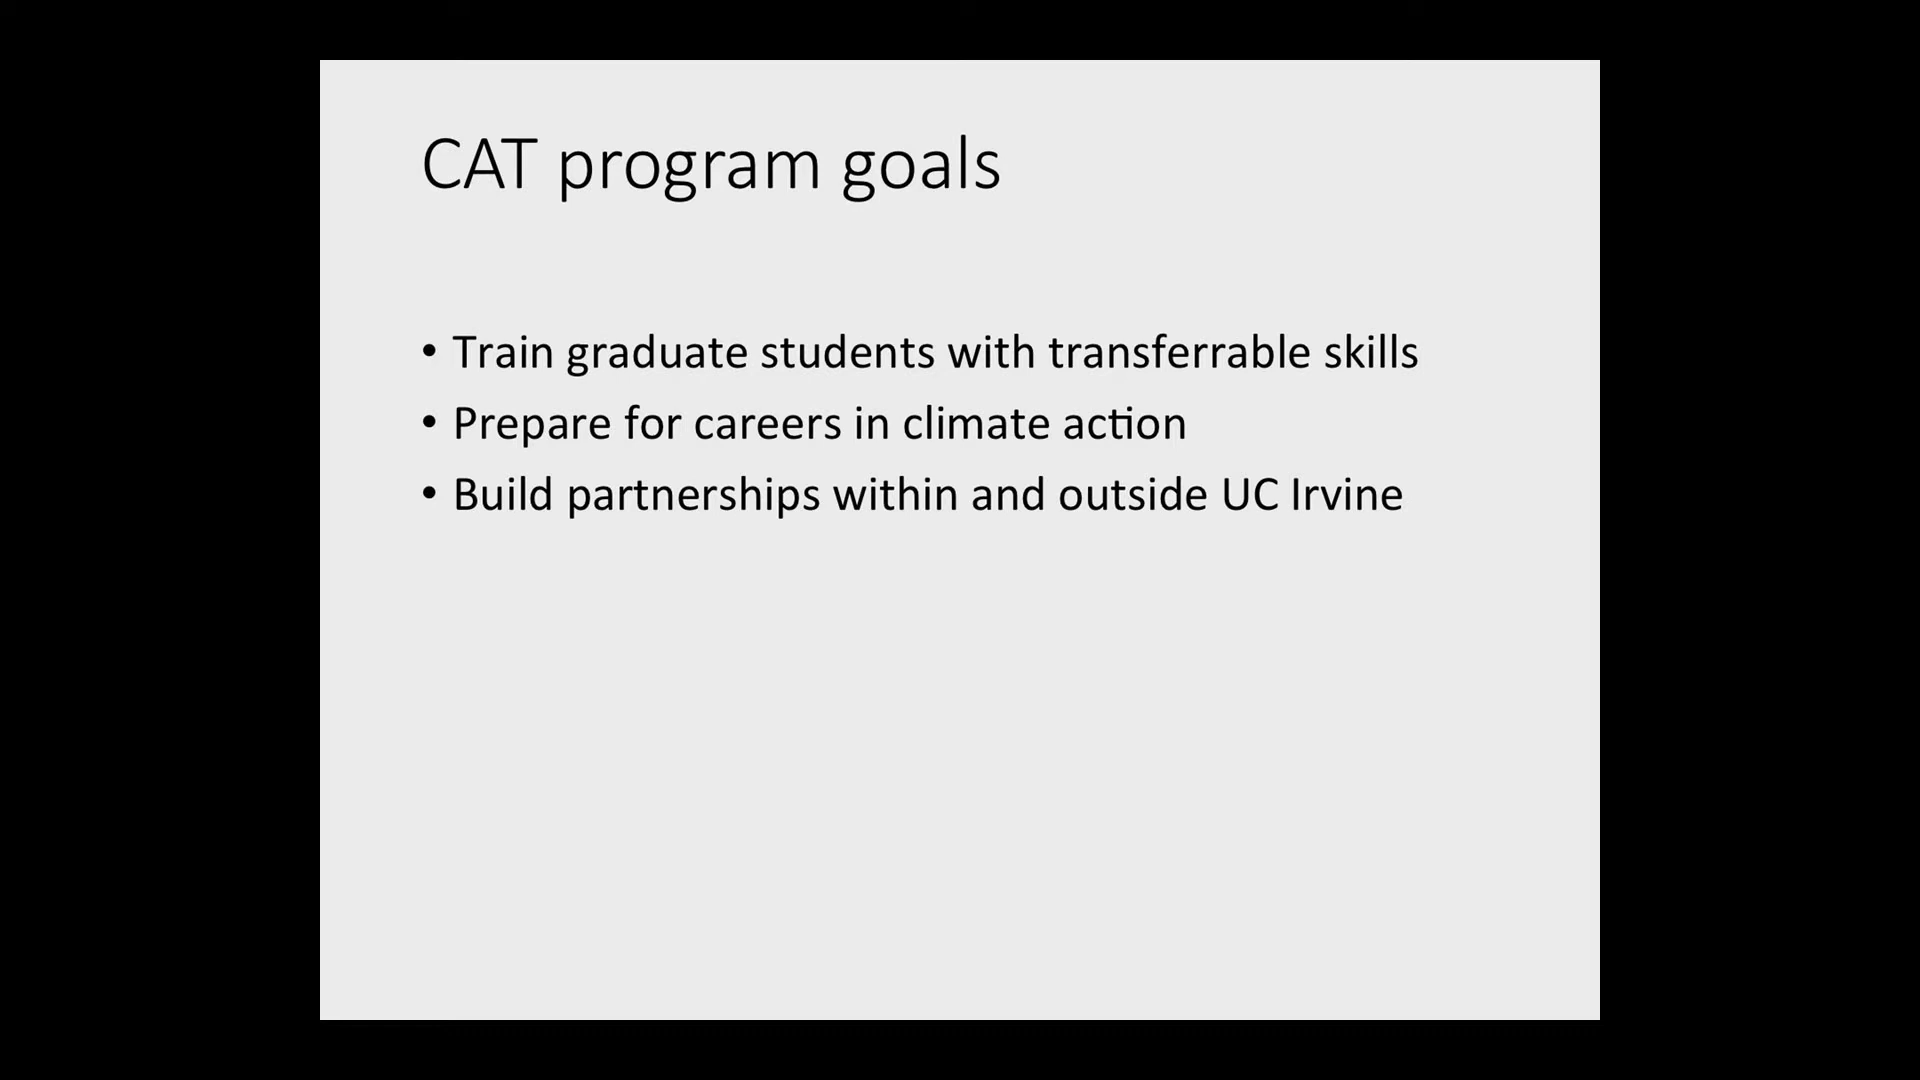 CAT program goals
• Train graduate students with transferrable skills
• Prepare for careers in climate action
• Build partnerships within and outside UC Irvine